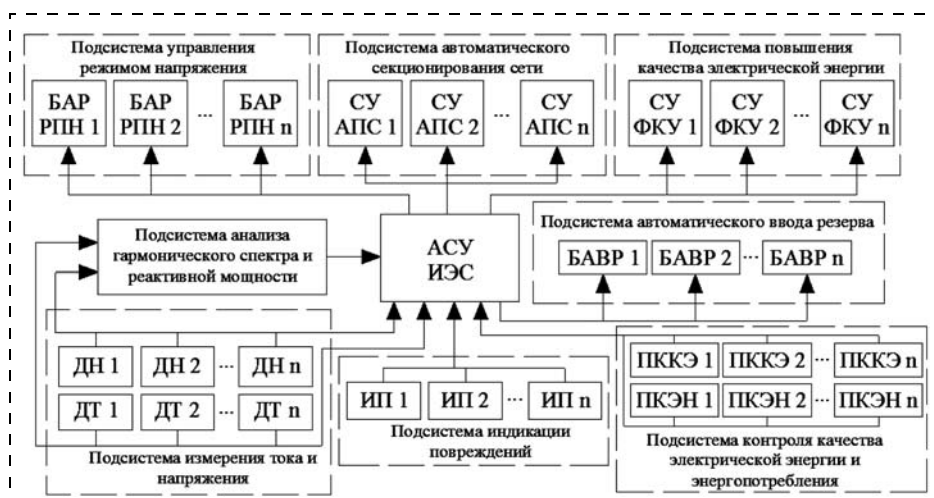 Подсистема управления
режимом напряжения
БАР
РПН 1
БАР
РПН 2
...
БАР
РПН n
Подсистема автоматического
секционирования сети
СУ
АПС 1
СУ
АПС 2
...
СУ
АПС n
Подсистема повышения
качества электрической энергии
СУ
ФКУ 1
СУ
ФКУ 2
...
СУ
ФКУ n
Подсистема анализа
гармонического спектра и
реактивной мощности
АСУ
ИЭС
Подсистема автоматического ввода резерва
БАВР 1
БАВР 2
...
БАВР n
ДН 1
ДН 2
...
ДН n
ДТ 1
ДТ 2
...
ДТ n
Подсистема измерения тока и
напряжения
ИП 1
ИП 2
...
ИП n
Подсистема индикации
повреждений
ПККЭ 1
ПККЭ 2
...
ПККЭ n
ПКЭН 1
ПКЭН 2
...
ПКЭН n
Подсистема контроля качества
электрической энергии и
энергопотребления